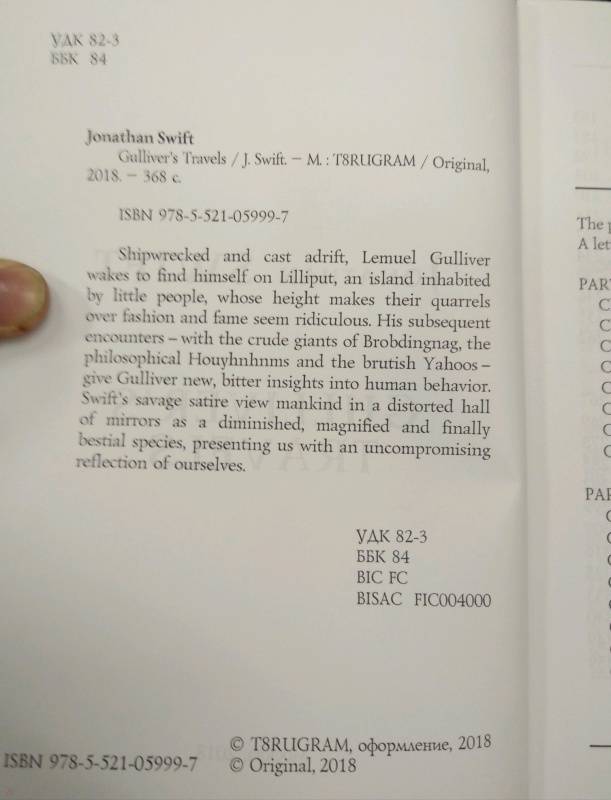 УДК 82-3
ББК 84
Jonathan Swift
Gulliver's Travels / J. Swift. — М. : T8RUGRAM / Original,
2018. — 368 с.
ISBN 978-5-521-05999-7
Shipwrecked and cast adrift, Lemuel Gulliver
wakes to find himself on Lilliput, an island inhabited
by little people, whose height makes their quarrels
over fashion and fame seem ridiculous. His subsequent
encounters – with the crude giants of Brobdingnag, the
philosophical Houyhnhnms and the brutish Yahoos –
give Gulliver new, bitter insights into human behavior.
Swift's savage satire view mankind in a distorted hall
of mirrors as a diminished, magnified and finally
bestial species, presenting us with an uncompromising
reflection of ourselves.
УДК 82-3
ББК 84
BIC FC
BISAC FIC004000
© T8RUGRAM, оформление, 2018
ISBN 978-5-521-05999-7 © Original, 2018
The
A